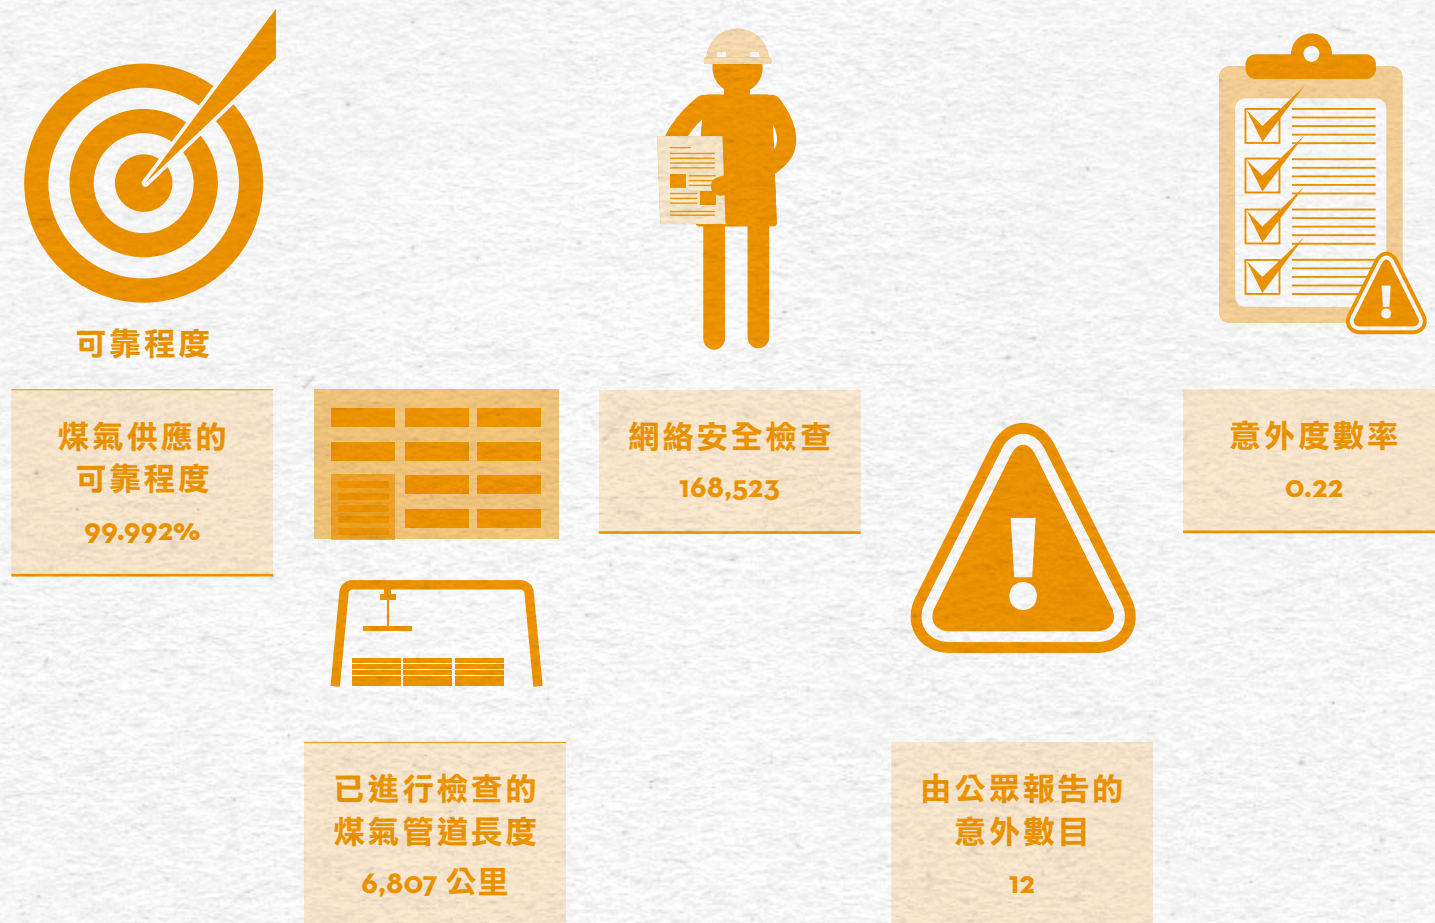 可靠程度
煤氣供應的
可靠程度
99.992%
已進行檢查的
煤氣管道長度
6,807 公里
網絡安全檢查
168,523
由公眾報告的
意外數目
12
意外度數率
0.22